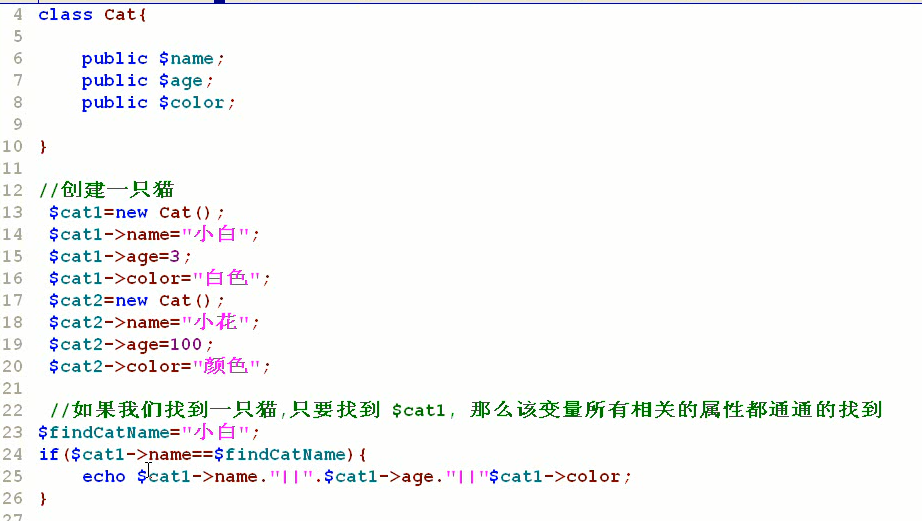 4 class Cat{
5
6 public $name;
7 public $age;
8 public $color;
9
10 }
11
12 //创建一只猫
13 $cat1=new Cat();
14 $cat1->name="小白";
15 $cat1->age=3;
16 $cat1->color="白色";
17 $cat2=new Cat();
18 $cat2->name="小花";
19 $cat2->age=100;
20 $cat2->color="颜色";
21
22 //如果我们找到一只猫,只要找到 $cat1, 那么该变量所有相关的属性都通通的找到
23 $findCatName="小白";
24 if($cat1->name==$findCatName){
25 echo $cat1->name."||".$cat1->age."||"$cat1->color;
26 }
27